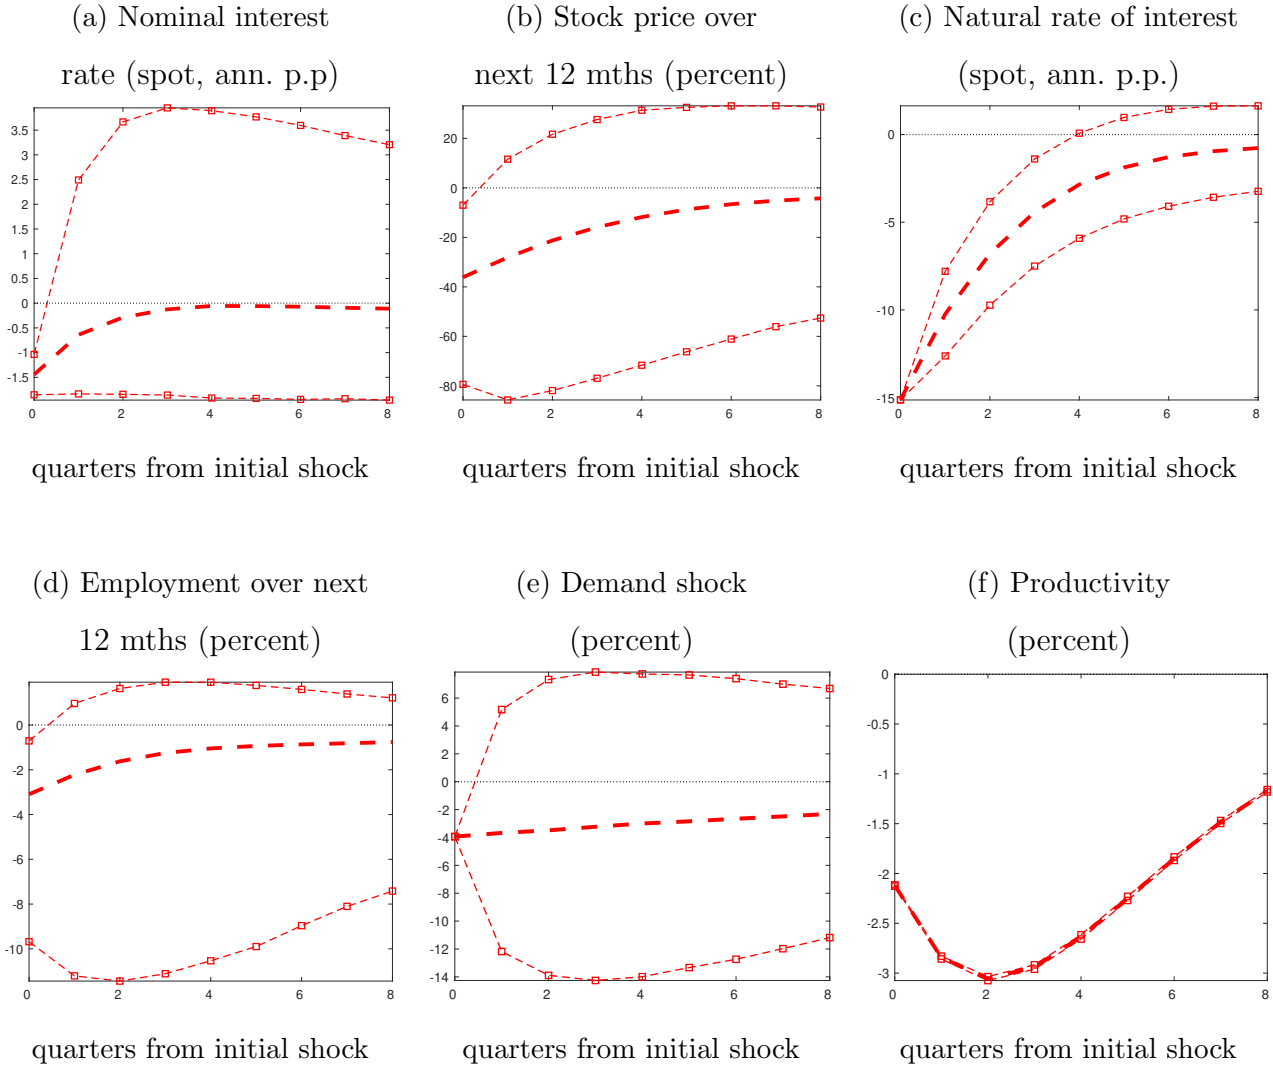 (a) Nominal interest
rate (spot, ann. p.p)
3.5
3
2.5
2
1.5
1
0.5
0
-0.5
-1
-1.5
0 2 4 6 8
quarters from initial shock
(b) Stock price over
next 12 mths (percent)
20
0
-20
-40
-60
-80
0 2 4 6 8
quarters from initial shock
(c) Natural rate of interest
(spot, ann. p.p.)
0
-5
-10
-15
0 2 4 6 8
quarters from initial shock
(d) Employment over next
12 mths (percent)
0
-2
-4
-6
-8
-10
0 2 4 6 8
quarters from initial shock
(e) Demand shock
(percent)
6
4
2
0
-2
-4
-6
-8
-10
-12
-14
0 2 4 6 8
quarters from initial shock
(f) Productivity
(percent)
0
-0.5
-1
-1.5
-2
-2.5
-3
0 2 4 6 8
quarters from initial shock